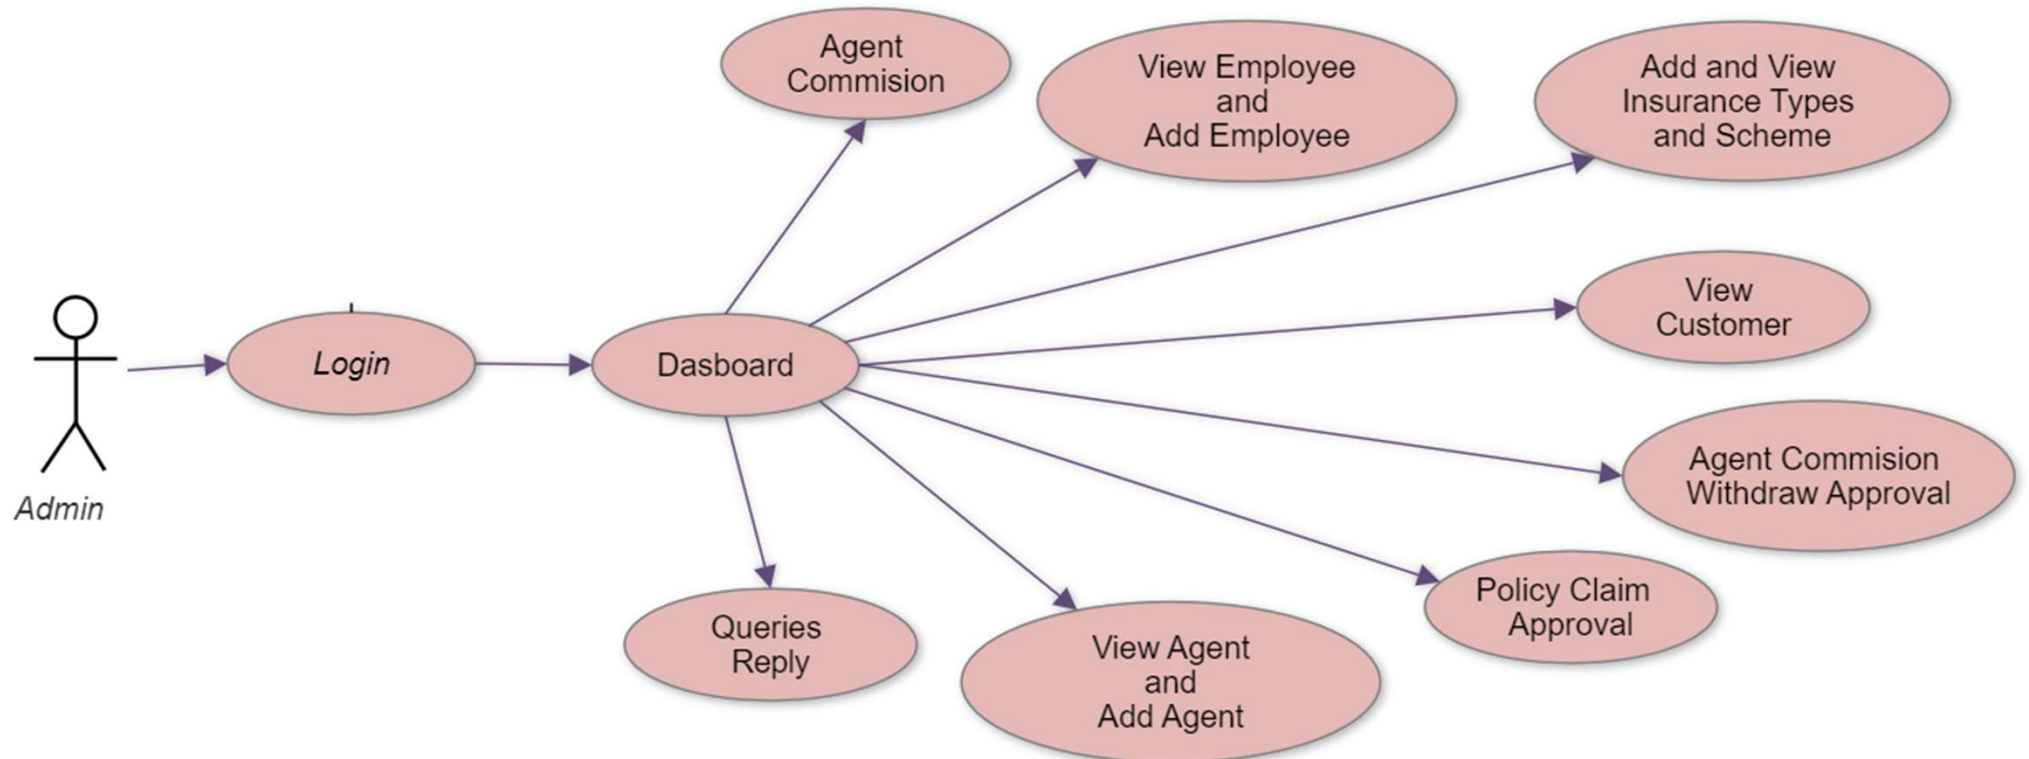 Agent
Commision
View Employee
and
Add Employee
Add and View
Insurance Types
and Scheme
View
Customer
Login
Dasboard
Admin
Agent Commision
Withdraw Approval
Policy Claim
Approval
Queries
Reply
View Agent
and
Add Agent